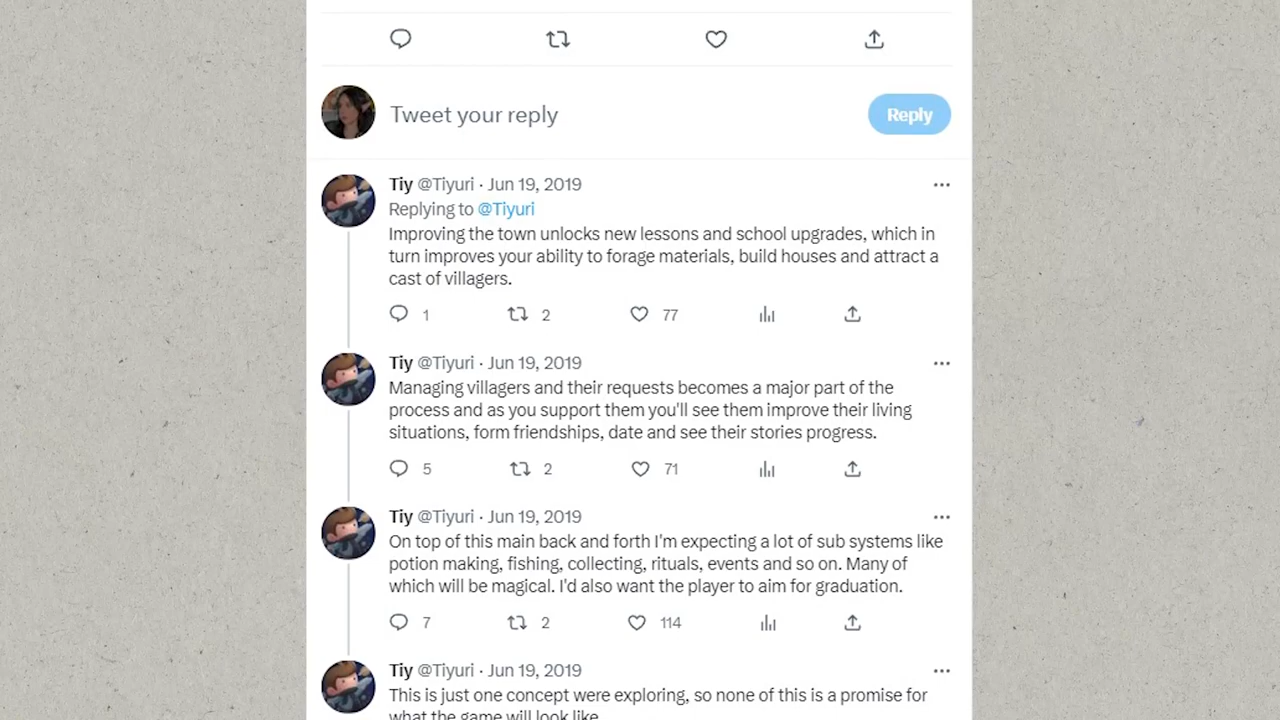 Tweet your reply
Reply
Tiy @Tiyuri · Jun 19, 2019
Replying to @Tiyuri
Improving the town unlocks new lessons and school upgrades, which in
turn improves your ability to forage materials, build houses and attract a
cast of villagers.
1 2 77
Tiy @Tiyuri · Jun 19, 2019
Managing villagers and their requests becomes a major part of the
process and as you support them you'll see them improve their living
situations, form friendships, date and see their stories progress.
5 2 71
Tiy @Tiyuri · Jun 19, 2019
On top of this main back and forth I'm expecting a lot of sub systems like
potion making, fishing, collecting, rituals, events and so on. Many of
which will be magical. I'd also want the player to aim for graduation.
7 2 114
Tiy @Tiyuri · Jun 19, 2019
This is just one concept were exploring, so none of this is a promise for
what the game will look like